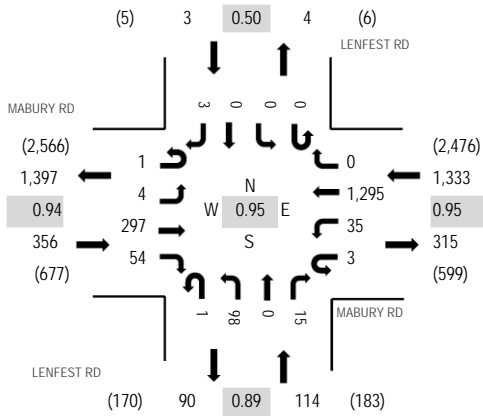 (5) 3 0.50 4 (6)
LENFEST RD
3 0 0 0
MABURY RD
(2,566) (2,476)
1 0
1,397 1,333
4 N 1,295
0.94 W 0.95 E 0.95
297 35
356 S 315
54 3
(677) (599)
1 98 0 15
MABURY RD
LENFEST RD
(170) 90 0.89 114 (183)